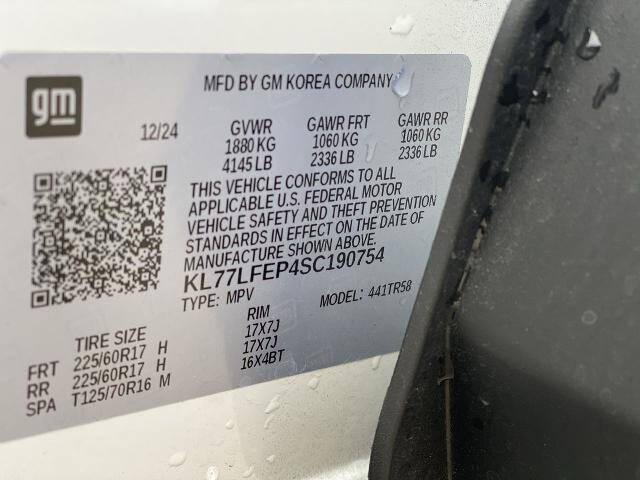 gm
MFD BY GM KOREA COMPANY
12/24 GVWR GAWR FRT GAWR RR
1880 KG 1060 KG 1060 KG
4145 LB 2336 LB 2336 LB
THIS VEHICLE CONFORMS TO ALL
APPLICABLE U.S. FEDERAL MOTOR
VEHICLE SAFETY AND THEFT PREVENTION
STANDARDS IN EFFECT ON THE DATE OF
MANUFACTURE SHOWN ABOVE.
KL77LFEP4SC190754
TYPE: MPV MODEL: 441TR58
TIRE SIZE RIM
FRT 225/60R17 H 17X7J
RR 225/60R17 H 17X7J
SPA T125/70R16 M 16X4BT